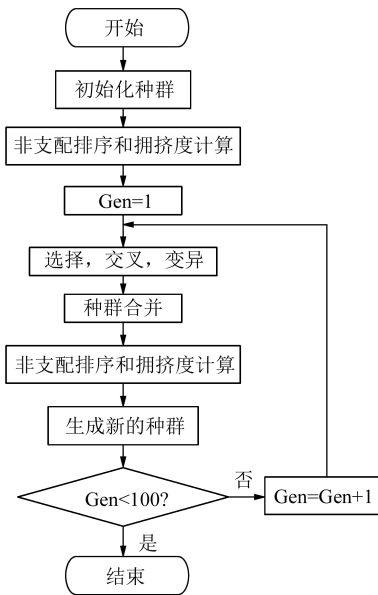 开始
初始化种群
非支配排序和拥挤度计算
Gen=1
选择，交叉，变异
种群合并
非支配排序和拥挤度计算
生成新的种群
Gen<100?
否
Gen=Gen+1
是
结束